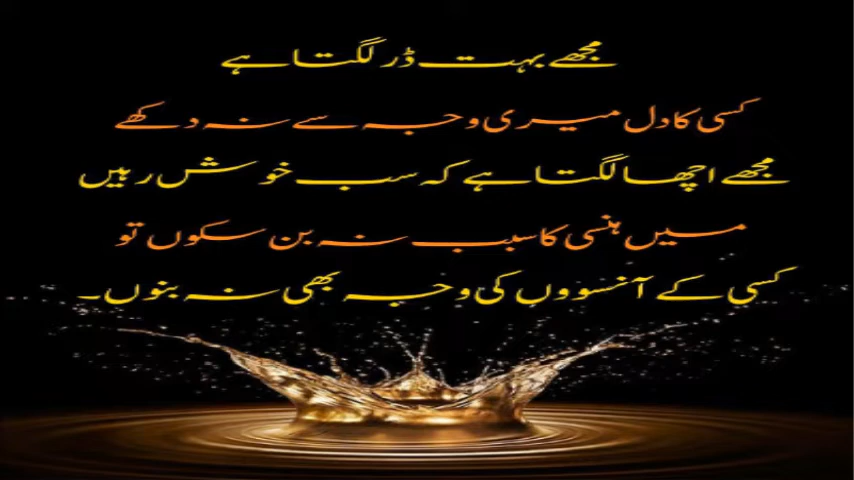 مجھے بہت ڈر لگتا ہے
کسی کا دل میری وجہ سے نہ دکھے
مجھے اچھا لگتا ہے کہ سب خوش رہیں
میں ہنسی کا سبب نہ بن سکوں تو
کسی کے آنسووں کی وجہ بھی نہ بنوں۔